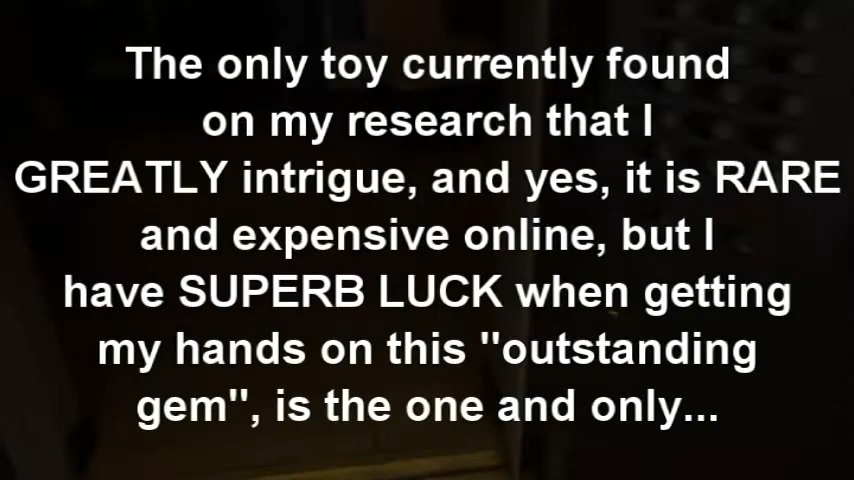 The only toy currently found
on my research that I
GREATLY intrigue, and yes, it is RARE
and expensive online, but I
have SUPERB LUCK when getting
my hands on this "outstanding
gem", is the one and only...